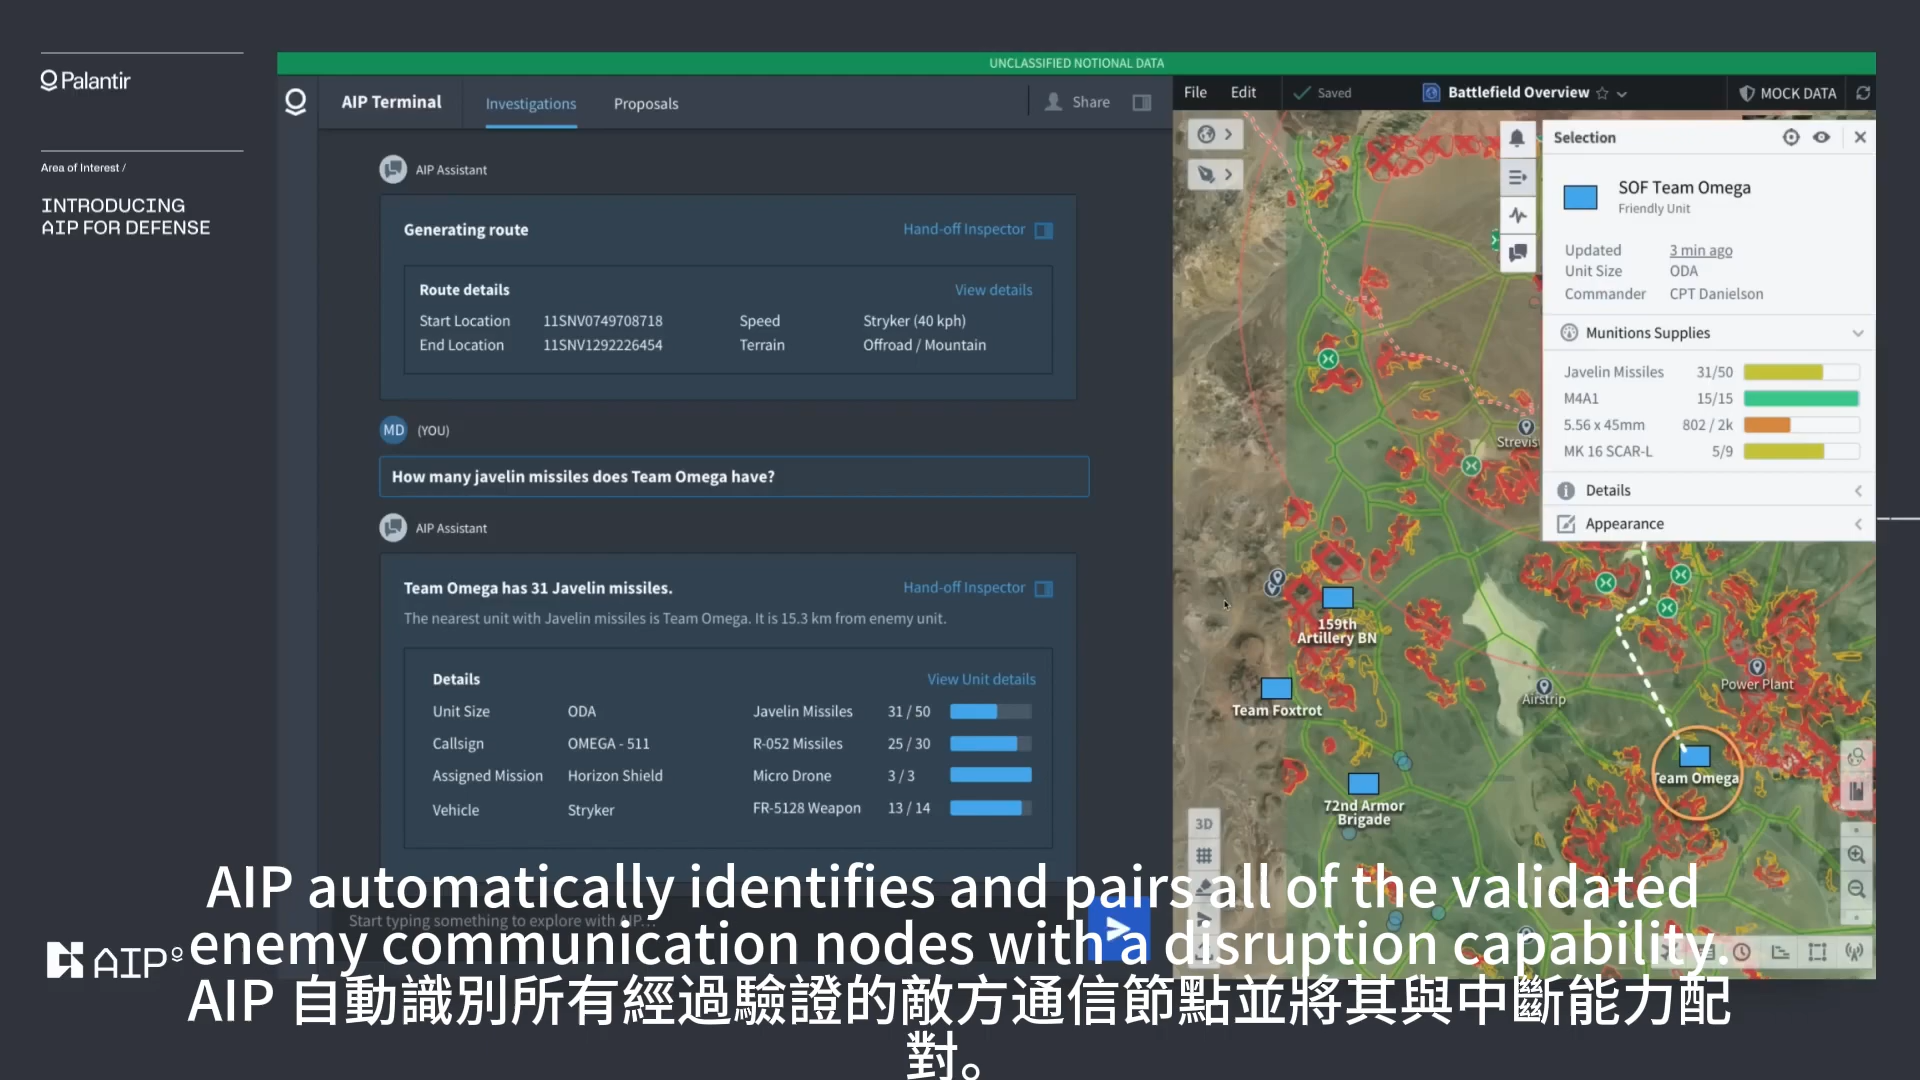 Palantir
Area of Interest /
INTRODUCING
AIP FOR DEFENSE
UNCLASSIFIED NOTIONAL DATA
AIP Terminal
Investigations
Proposals
Share
AIP Assistant
Generating route
Hand-off Inspector
Route details
View details
Start Location 11SNV0749708718 Speed Stryker (40 kph)
End Location 11SNV1292226454 Terrain Offroad / Mountain
MD (YOU)
How many javelin missiles does Team Omega have?
AIP Assistant
Team Omega has 31 Javelin missiles.
Hand-off Inspector
The nearest unit with Javelin missiles is Team Omega. It is 15.3 km from enemy unit.
Details
View Unit details
Unit Size ODA Javelin Missiles 31 / 50
Callsign OMEGA - 511 R-052 Missiles 25 / 30
Assigned Mission Horizon Shield Micro Drone 3 / 3
Vehicle Stryker FR-5128 Weapon 13 / 14
Start typing something to explore with AIP...
File Edit Saved Battlefield Overview MOCK DATA
Selection
SOF Team Omega
Friendly Unit
Updated 3 min ago
Unit Size ODA
Commander CPT Danielson
Munitions Supplies
Javelin Missiles 31/50
M4A1 15/15
5.56 x 45mm 802 / 2k
MK 16 SCAR-L 5/9
Details
Appearance
Strevis
159th
Artillery BN
Team Foxtrot
Airstrip
Power Plant
Team Omega
72nd Armor
Brigade
3D
AIP
AIP automatically identifies and pairs all of the validated
enemy communication nodes with a disruption capability.
AIP 自動識別所有經過驗證的敵方通信節點並將其與中斷能力配
對。